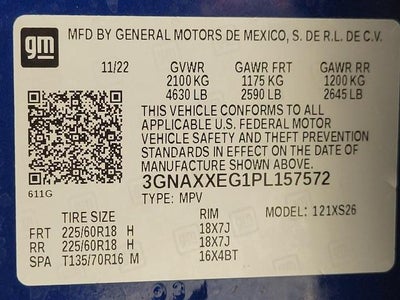 gm
MFD BY GENERAL MOTORS DE MEXICO, S. DE R.L. DE C.V.
11/22 GVWR GAWR FRT GAWR RR
2100 KG 1175 KG 1200 KG
4630 LB 2590 LB 2645 LB
THIS VEHICLE CONFORMS TO ALL
APPLICABLE U.S. FEDERAL MOTOR
VEHICLE SAFETY AND THEFT PREVENTION
STANDARDS IN EFFECT ON THE DATE OF
MANUFACTURE SHOWN ABOVE.
611G
3GNAXXEG1PL157572
TYPE: MPV MODEL: 121XS26
TIRE SIZE RIM
FRT 225/60R18 H 18X7J
RR 225/60R18 H 18X7J
SPA T135/70R16 M 16X4BT